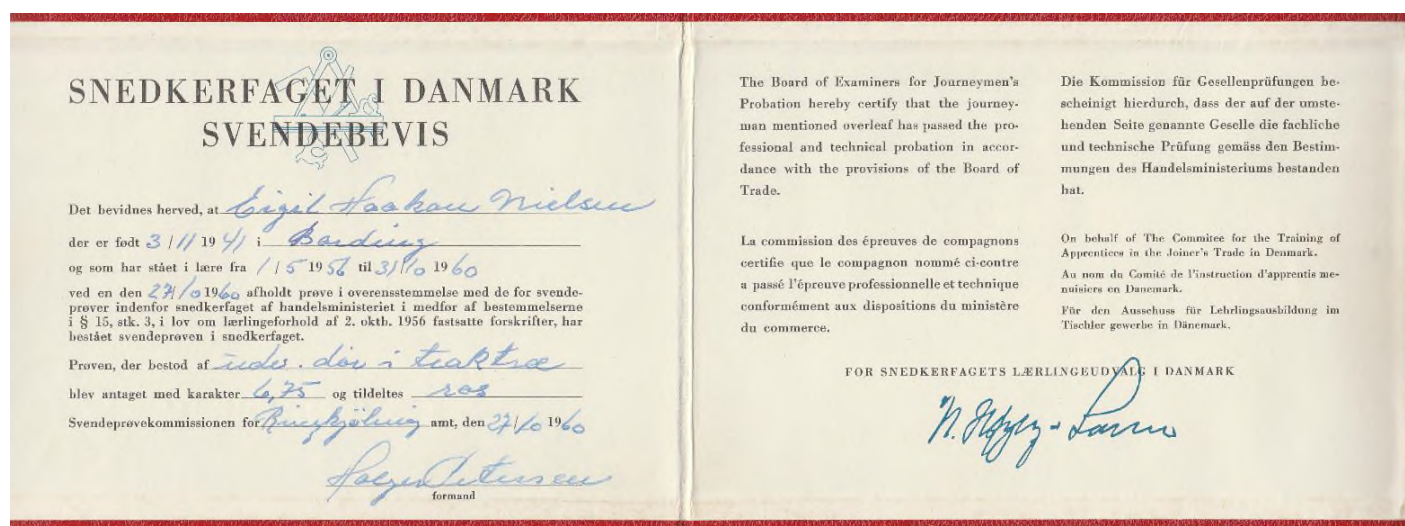 SNEDKERFAGET I DANMARK
SVENDEBEVIS
Det bevidnes herved, at Eigil Haakon Nielsen
der er født 3/11 1941 i Bording
og som har stået i lære fra 1/5 1956 til 31/10 1960
ved en den 27/10 1960 afholdt prøve i overensstemmelse med de for svende-
prøver indenfor snedkerfaget af handelsministeriet i medfør af bestemmelserne
i § 15, stk. 3, i lov om lærlingeforhold af 2. oktb. 1956 fastsatte forskrifter, har
bestået svendeprøven i snedkerfaget.
Prøven, der bestod af udv. dør i teaktræ
blev antaget med karakter 6,75 og tildeltes ros
Svendeprøvekommissionen for Ringkjøbing amt, den 27/10 1960
Holger Petersen
formand
The Board of Examiners for Journeymen's
Probation hereby certify that the journey-
man mentioned overleaf has passed the pro-
fessional and technical probation in accor-
dance with the provisions of the Board of
Trade.
La commission des épreuves de compagnons
certifie que le compagnon nommé ci-contre
a passé l'épreuve professionnelle et technique
conformément aux dispositions du ministère
du commerce.
Die Kommission für Gesellenprüfungen be-
scheinigt hierdurch, dass der auf der umste-
henden Seite genannte Geselle die fachliche
und technische Prüfung gemäss den Bestim-
mungen des Handelsministeriums bestanden
hat.
On behalf of The Commitee for the Training of
Apprentices in the Joiner's Trade in Denmark.
Au nom du Comité de l'instruction d'apprentis me-
nuisiers en Danemark.
Für den Ausschuss für Lehrlingsausbildung im
Tischler gewerbe in Dänemark.
FOR SNEDKERFAGETS LÆRLINGEUDVALG I DANMARK